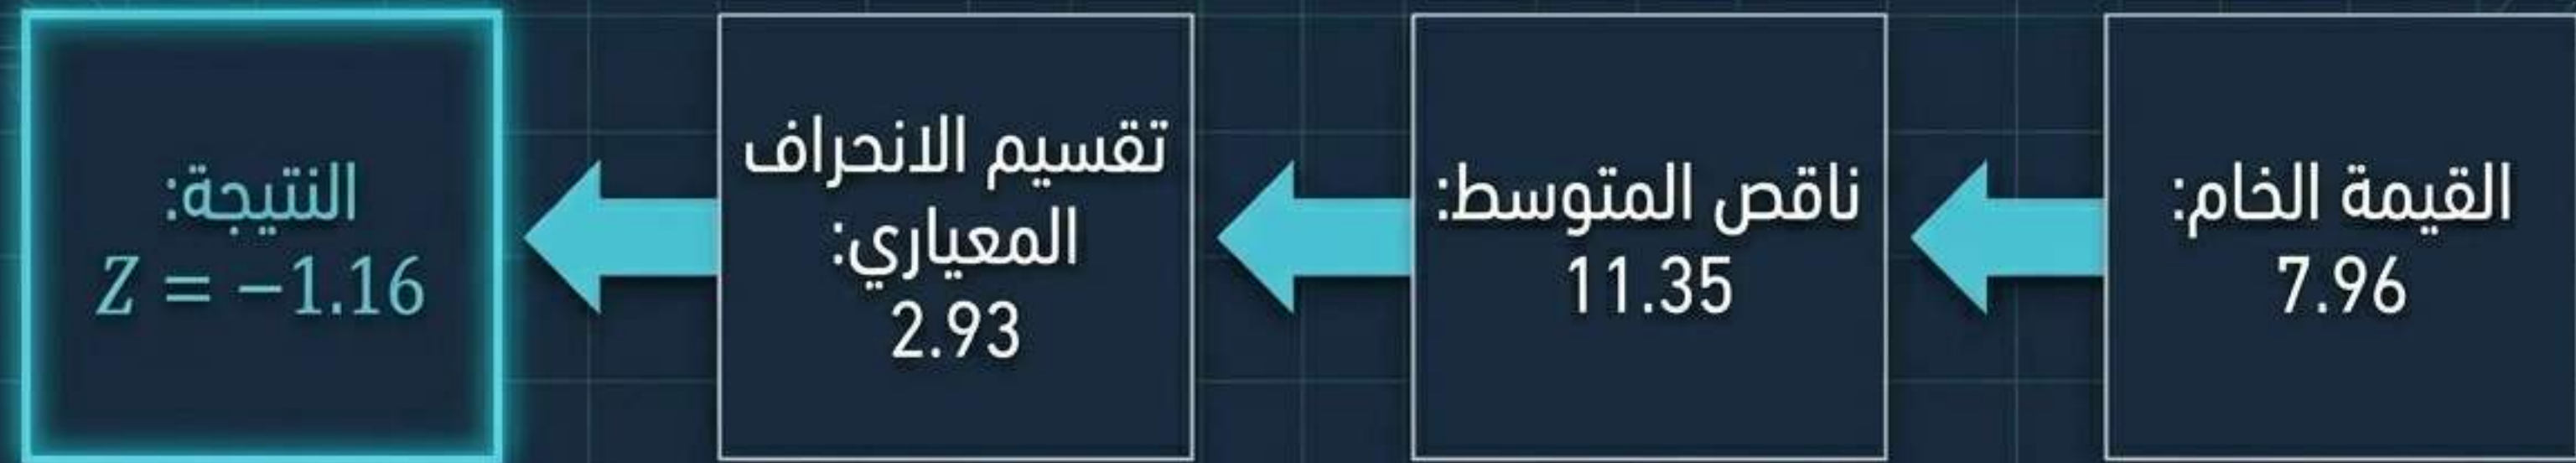 القيمة الخام:
7.96
ناقص المتوسط:
11.35
تقسيم الانحراف
المعياري:
2.93
النتيجة:
Z = −1.16